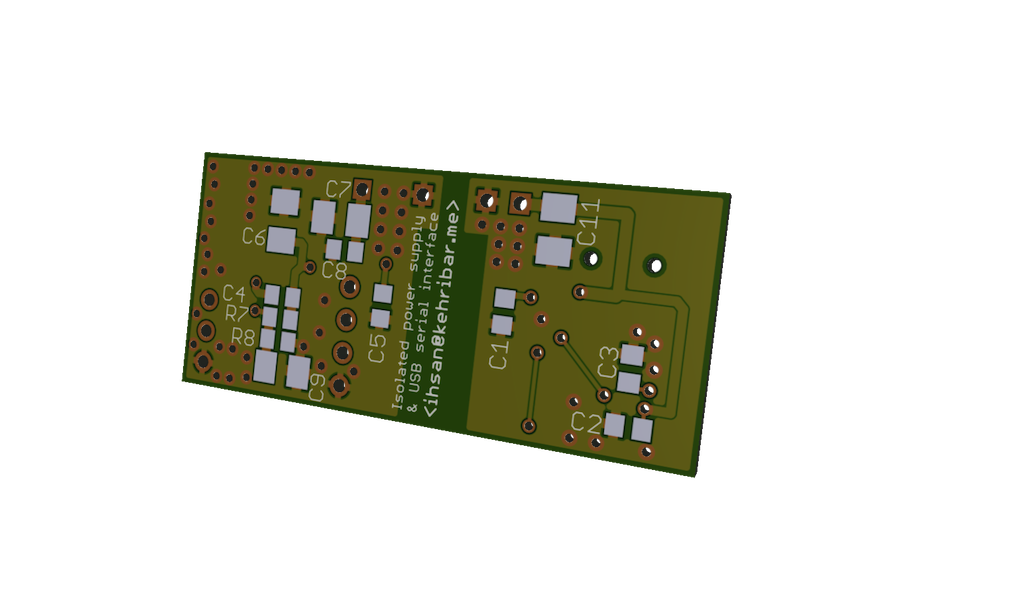 C7
C6
C8
C4
R7
R8
C9
C5
Isolated power supply
& USB serial interface
<ihsan@kehribar.me>
C11
C1
C3
C2